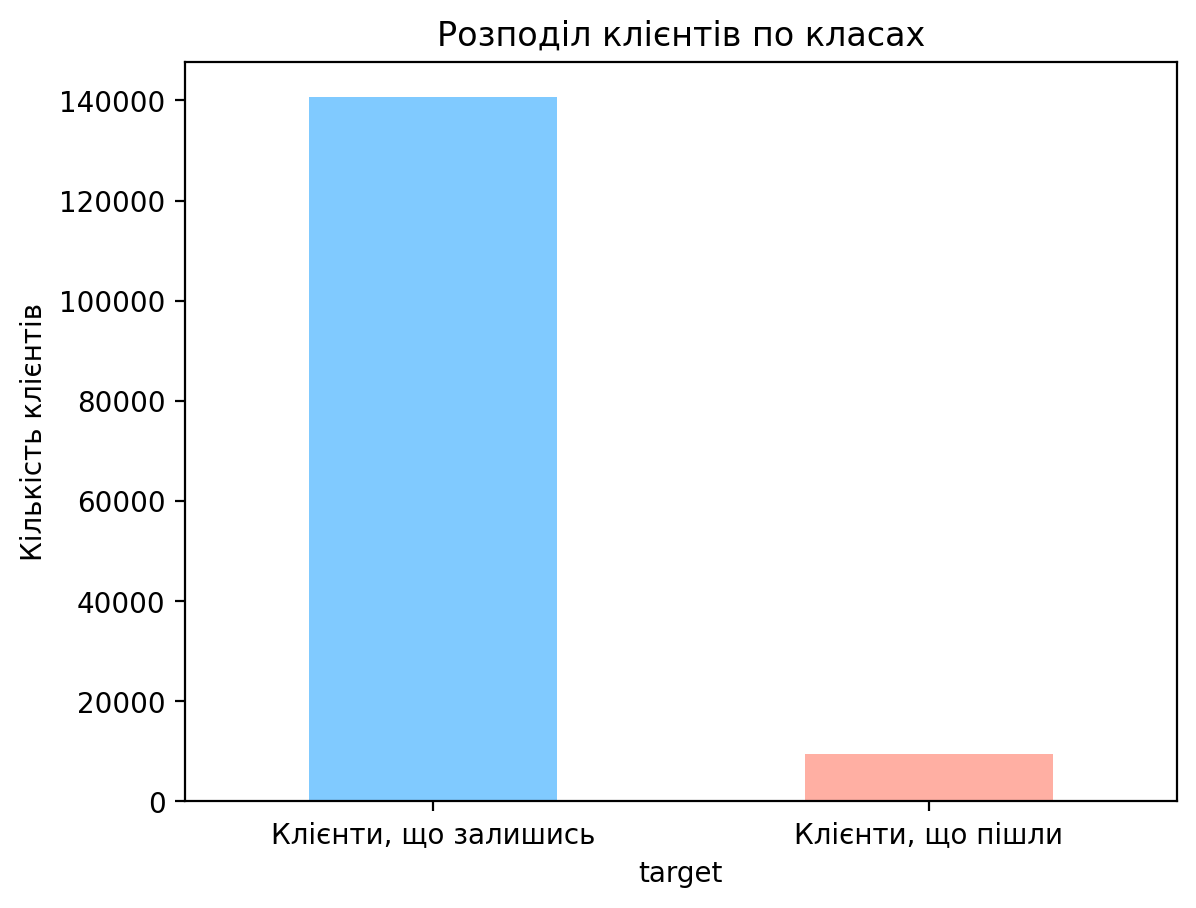 Розподіл клієнтів по класах
Кількість клієнтів
140000
120000
100000
80000
60000
40000
20000
0
Клієнти, що залишись
Клієнти, що пішли
target